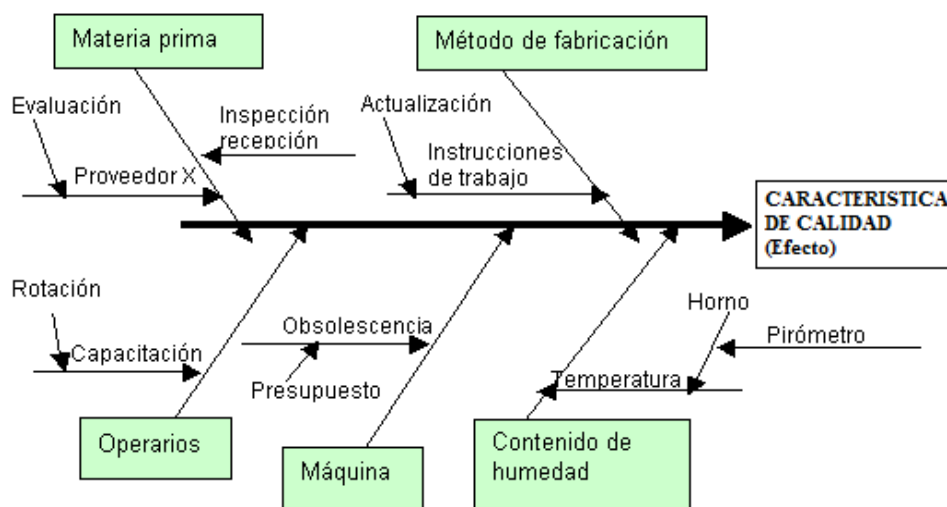 Materia prima
Método de fabricación
Evaluación
Inspección
recepción
Actualización
Instrucciones
de trabajo
Proveedor X
CARACTERISTICA
DE CALIDAD
(Efecto)
Rotación
Capacitación
Obsolescencia
Presupuesto
Horno
Pirómetro
Temperatura
Operarios
Máquina
Contenido de
humedad